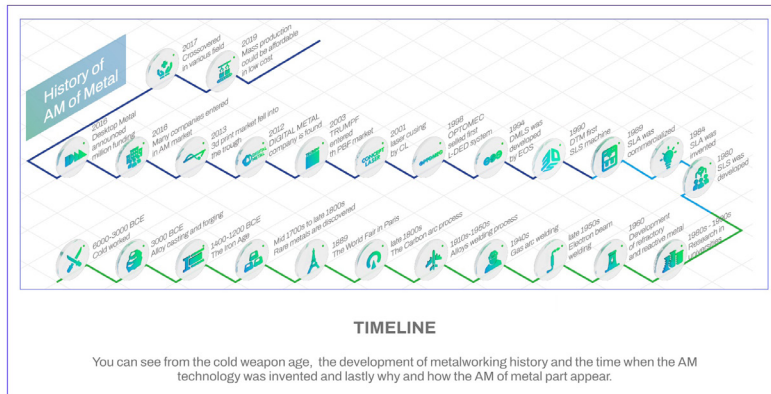 History of
AM of Metal
2017
Crossovered
in various field
2019
Mass production
could be affordable
in low cost
2016
Desktop Metal
announced
million funding
2016
Many companies entered
in AM market
2013
3d print market fell into
the trough
2012
DIGITAL METAL
company is found
2003
TRUMPF
entered
th PBF market
2001
laser cusing
by CL
1998
OPTOMEC
selled first
L-DED system
1994
DMLS was
developed
by EOS
1990
DTM first
SLS machine
1989
SLA was
commercialized
1984
SLA was
invented
1980
SLS was
developed
6000-3000 BCE
Cold worked
3000 BCE
Alloy casting and forging
1400-1200 BCE
The Iron Age
Mid 1700s to late 1800s
Rare metals are discovered
1889
The World Fair in Paris
late 1800s
The Carbon arc process
1910s-1950s
Alloys welding process
1940s
Gas arc welding
late 1950s
Electron beam
welding
1960
Development
of refractory
and reactive metal
1980s - 1990s
Research in
universities
TIMELINE
You can see from the cold weapon age, the development of metalworking history and the time when the AM
technology was invented and lastly why and how the AM of metal part appear.